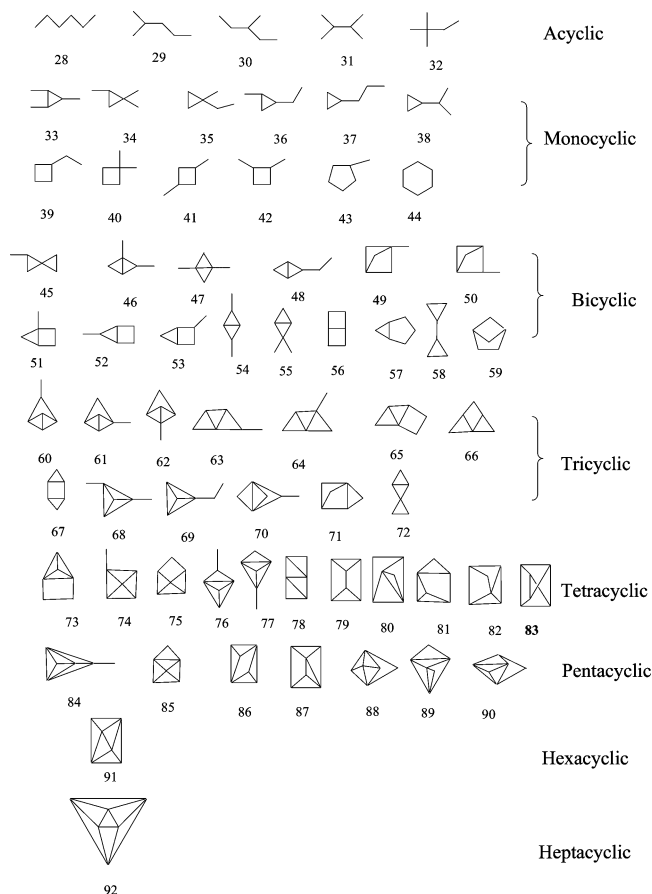 Acyclic
28 29 30 31 32
33 34 35 36 37 38
Monocyclic
39 40 41 42 43 44
45 46 47 48 49 50
Bicyclic
51 52 53 54 55 56 57 58 59
60 61 62 63 64 65 66
Tricyclic
67 68 69 70 71 72
Tetracyclic
73 74 75 76 77 78 79 80 81 82 83
Pentacyclic
84 85 86 87 88 89 90
Hexacyclic
91
Heptacyclic
92